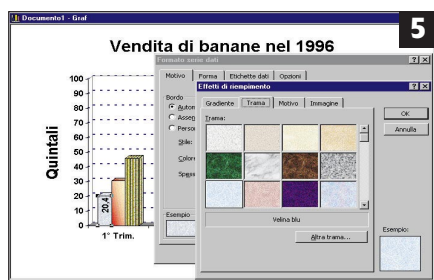 Documento1 - Graf
5
Vendita di banane nel 1996
Formato serie dati
Motivo
Forma
Etichette dati
Opzioni
Effetti di riempimento
Gradiente
Trama
Motivo
Immagine
Bordo
Autom
Asseg
Perso
Stile:
Colore
Spess
Esempio
Trama:
OK
Annulla
Velina blu
Altra trama...
Esempio:
Quintali
100
90
80
70
60
50
40
30
20
10
0
20,4
1° Trim.